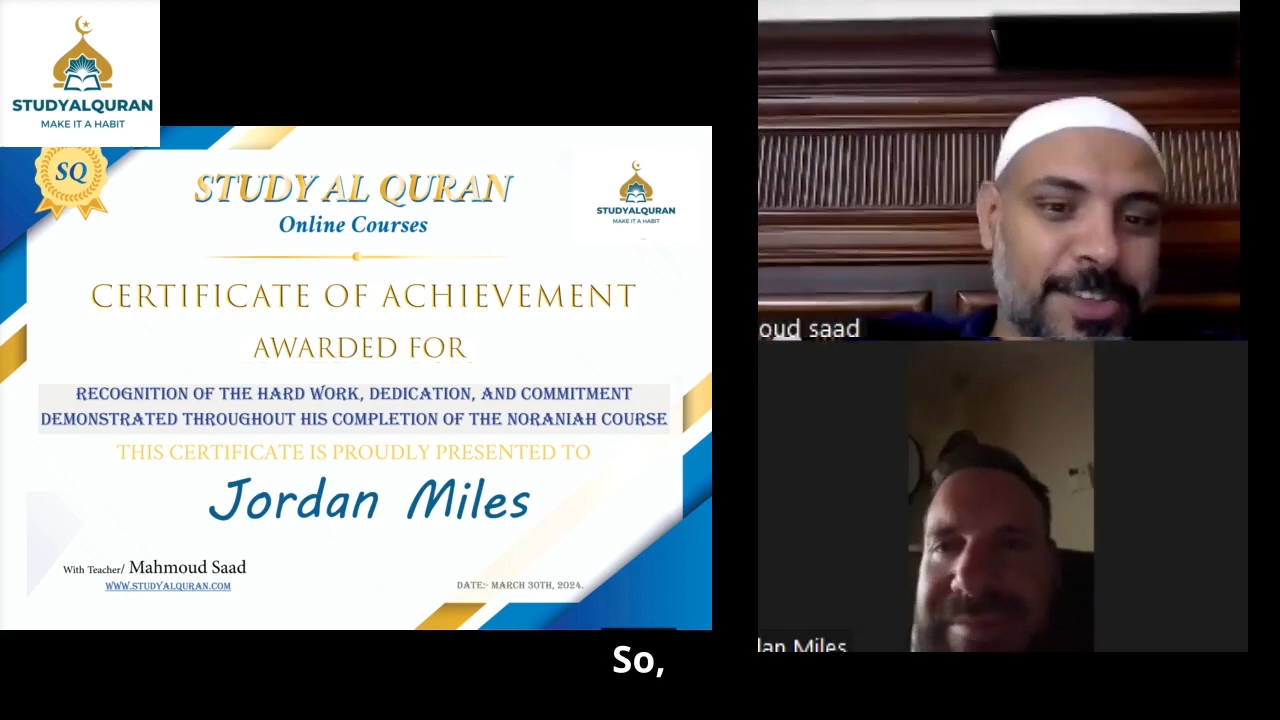 STUDYALQURAN
MAKE IT A HABIT
SQ
STUDY AL QURAN
Online Courses
STUDYALQURAN
MAKE IT A HABIT
CERTIFICATE OF ACHIEVEMENT
AWARDED FOR
RECOGNITION OF THE HARD WORK, DEDICATION, AND COMMITMENT
DEMONSTRATED THROUGHOUT HIS COMPLETION OF THE NORANIAH COURSE
THIS CERTIFICATE IS PROUDLY PRESENTED TO
Jordan Miles
With Teacher/ Mahmoud Saad
WWW.STUDYALQURAN.COM
DATE:- MARCH 30TH, 2024.
oud saad
lan Miles
So,